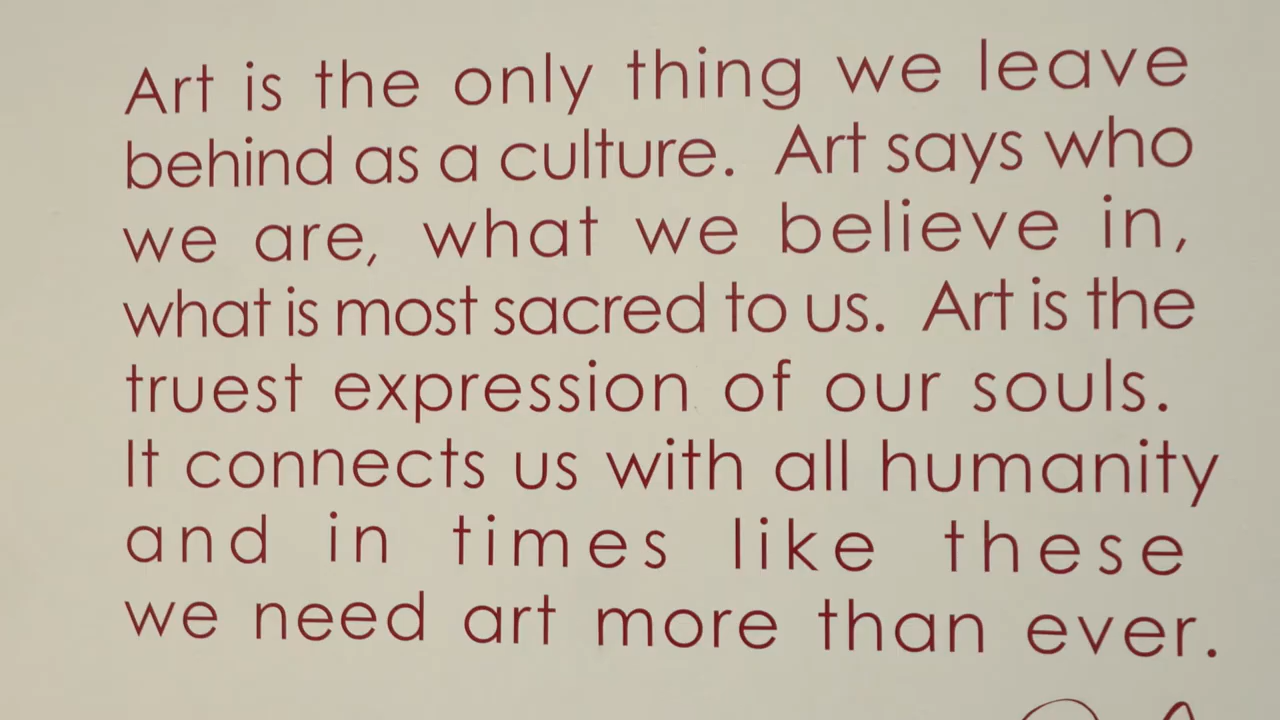 Art is the only thing we leave
behind as a culture. Art says who
we are, what we believe in,
what is most sacred to us. Art is the
truest expression of our souls.
It connects us with all humanity
and in times like these
we need art more than ever.